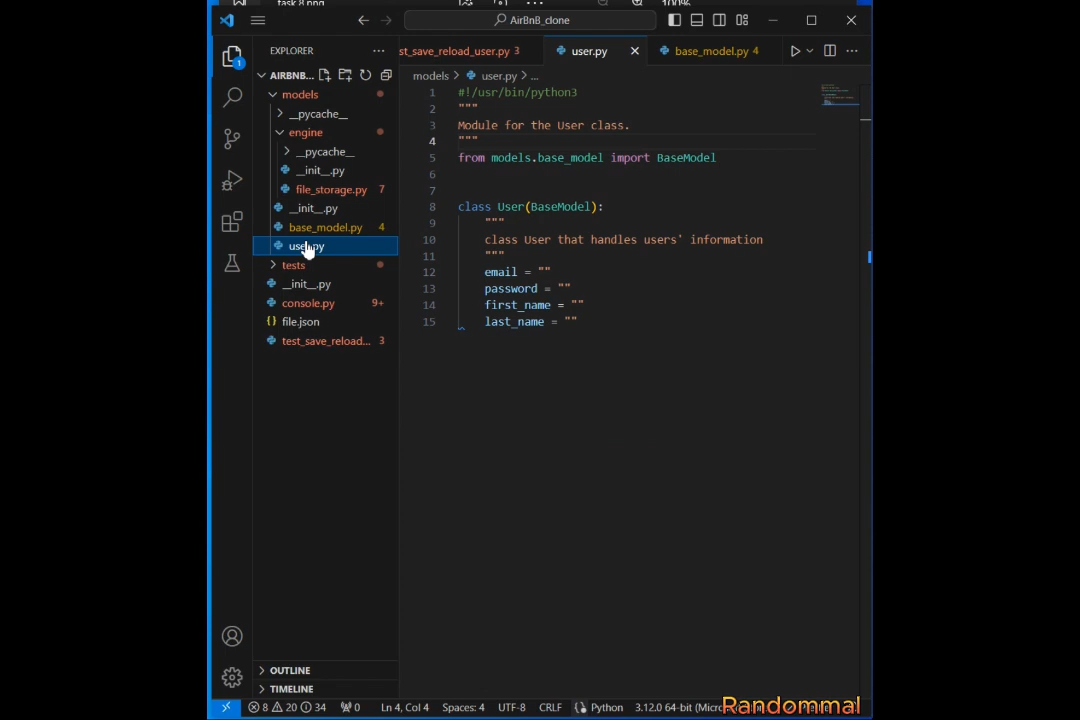 task 8.png
100%
AirBnB_clone
EXPLORER
AIRBNB...
models
__pycache__
engine
__pycache__
__init__.py
file_storage.py 7
__init__.py
base_model.py 4
tests
__init__.py
console.py 9+
{} file.json
test_save_reload... 3
OUTLINE
TIMELINE
1
st_save_reload_user.py 3
user.py
base_model.py 4
models > user.py > ...
1 #!/usr/bin/python3
2 """
3 Module for the User class.
4 """
5 from models.base_model import BaseModel
6
7
8 class User(BaseModel):
9 """
10 class User that handles users' information
11 """
12 email = ""
13 password = ""
14 first_name = ""
15 last_name = ""
8 20 34 0 Ln 4, Col 4 Spaces: 4 UTF-8 CRLF Python 3.12.0 64-bit
Randommal